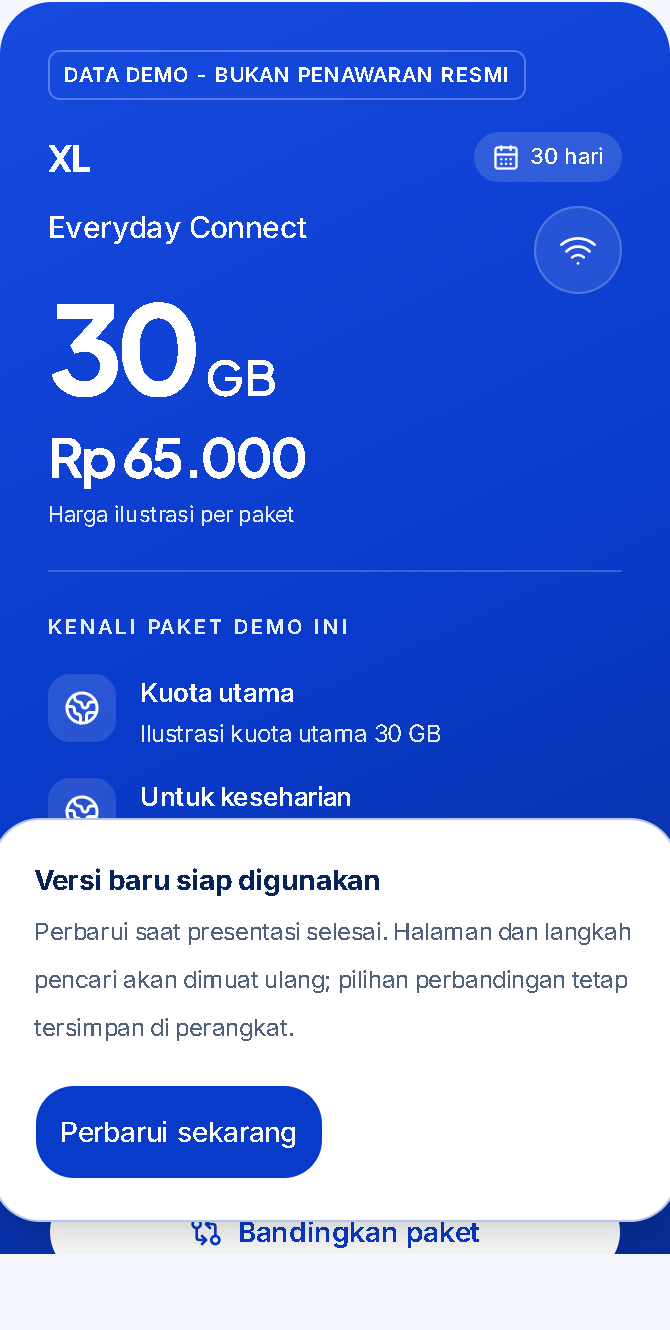 DATA DEMO - BUKAN PENAWARAN RESMI
XL
30 hari
Everyday Connect
30 GB
Rp 65.000
Harga ilustrasi per paket
KENALI PAKET DEMO INI
Kuota utama
Ilustrasi kuota utama 30 GB
Untuk keseharian
Versi baru siap digunakan
Perbarui saat presentasi selesai. Halaman dan langkah
pencari akan dimuat ulang; pilihan perbandingan tetap
tersimpan di perangkat.
Perbarui sekarang
Bandingkan paket